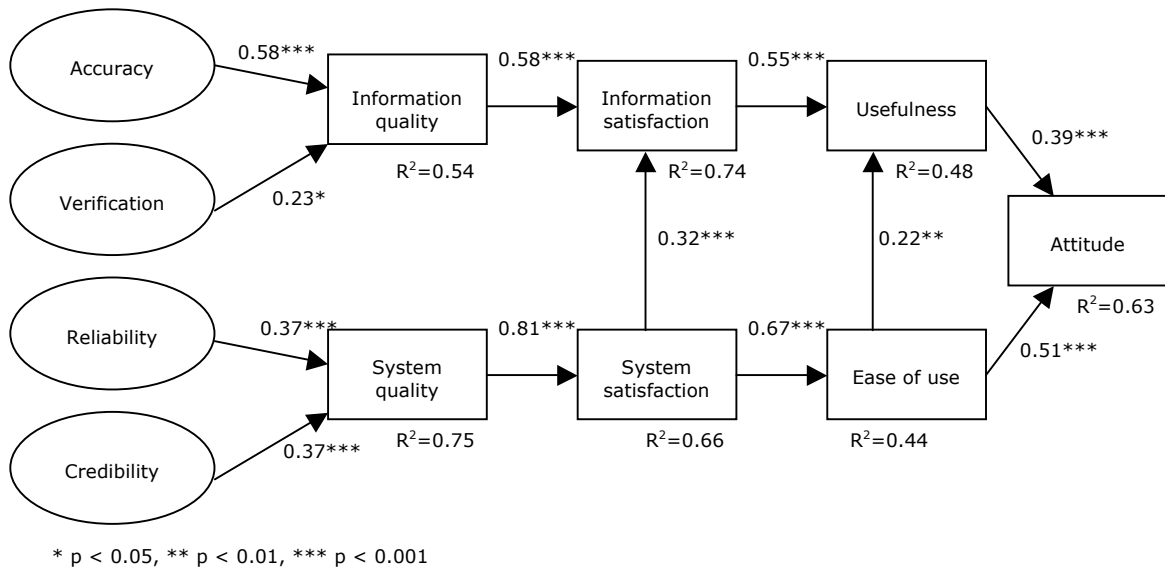 Accuracy
0.58***
Information
quality
R²=0.54
0.58***
Information
satisfaction
R²=0.74
0.55***
Usefulness
R²=0.48
0.39***
Verification
0.23*
0.32***
0.22**
Attitude
R²=0.63
Reliability
0.37***
System
quality
R²=0.75
0.81***
System
satisfaction
R²=0.66
0.67***
Ease of use
R²=0.44
0.51***
Credibility
0.37***
* p < 0.05, ** p < 0.01, *** p < 0.001